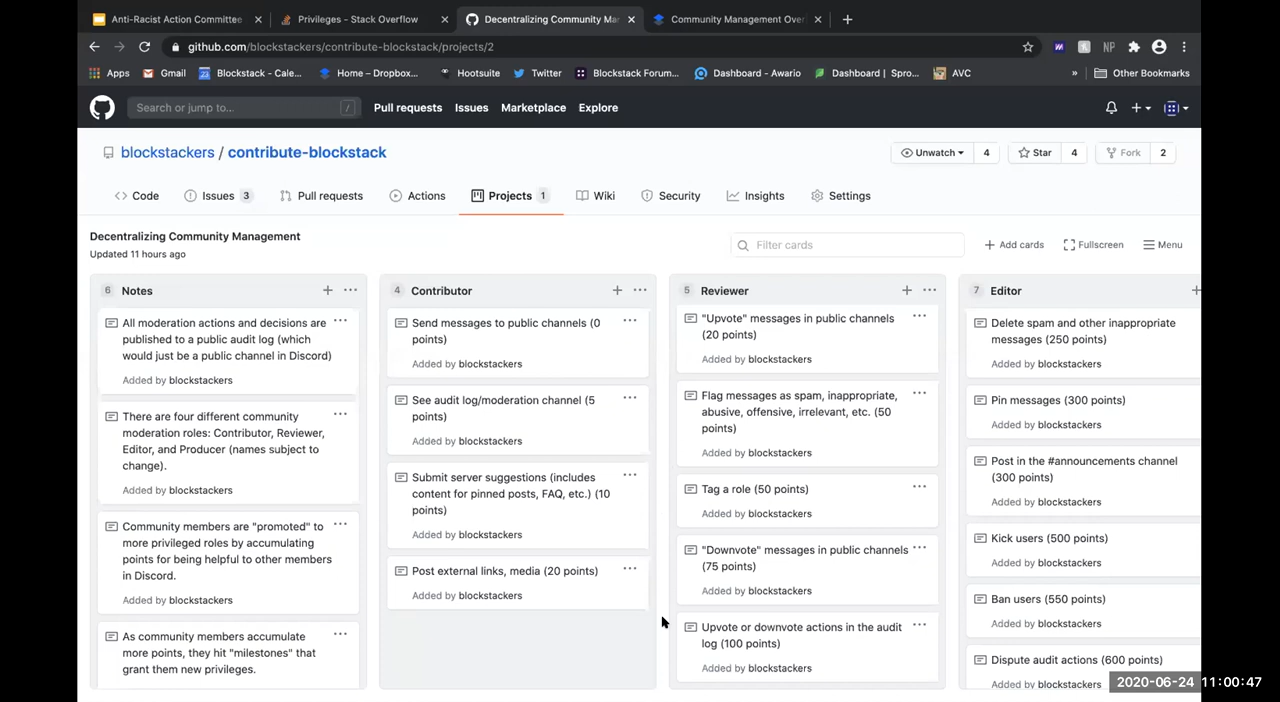 Anti-Racist Action Committee
Privileges - Stack Overflow
Decentralizing Community Ma
Community Management Over
github.com/blockstackers/contribute-blockstack/projects/2
NP
Apps
Gmail
Blockstack - Cale...
Home – Dropbox...
Hootsuite
Twitter
Blockstack Forum...
Dashboard - Awario
Dashboard | Spro...
AVC
»
Other Bookmarks
Search or jump to...
/
Pull requests
Issues
Marketplace
Explore
blockstackers / contribute-blockstack
Unwatch
4
Star
4
Fork
2
Code
Issues 3
Pull requests
Actions
Projects 1
Wiki
Security
Insights
Settings
Decentralizing Community Management
Updated 11 hours ago
Filter cards
Add cards
Fullscreen
Menu
6 Notes
All moderation actions and decisions are
published to a public audit log (which
would just be a public channel in Discord)
Added by blockstackers
There are four different community
moderation roles: Contributor, Reviewer,
Editor, and Producer (names subject to
change).
Added by blockstackers
Community members are "promoted" to
more privileged roles by accumulating
points for being helpful to other members
in Discord.
Added by blockstackers
As community members accumulate
more points, they hit "milestones" that
grant them new privileges.
4 Contributor
Send messages to public channels (0
points)
Added by blockstackers
See audit log/moderation channel (5
points)
Added by blockstackers
Submit server suggestions (includes
content for pinned posts, FAQ, etc.) (10
points)
Added by blockstackers
Post external links, media (20 points)
Added by blockstackers
5 Reviewer
"Upvote" messages in public channels
(20 points)
Added by blockstackers
Flag messages as spam, inappropriate,
abusive, offensive, irrelevant, etc. (50
points)
Added by blockstackers
Tag a role (50 points)
Added by blockstackers
"Downvote" messages in public channels
(75 points)
Added by blockstackers
Upvote or downvote actions in the audit
log (100 points)
Added by blockstackers
7 Editor
Delete spam and other inappropriate
messages (250 points)
Added by blockstackers
Pin messages (300 points)
Added by blockstackers
Post in the #announcements channel
(300 points)
Added by blockstackers
Kick users (500 points)
Added by blockstackers
Ban users (550 points)
Added by blockstackers
Dispute audit actions (600 points)
Added by blockstackers
2020-06-24 11:00:47